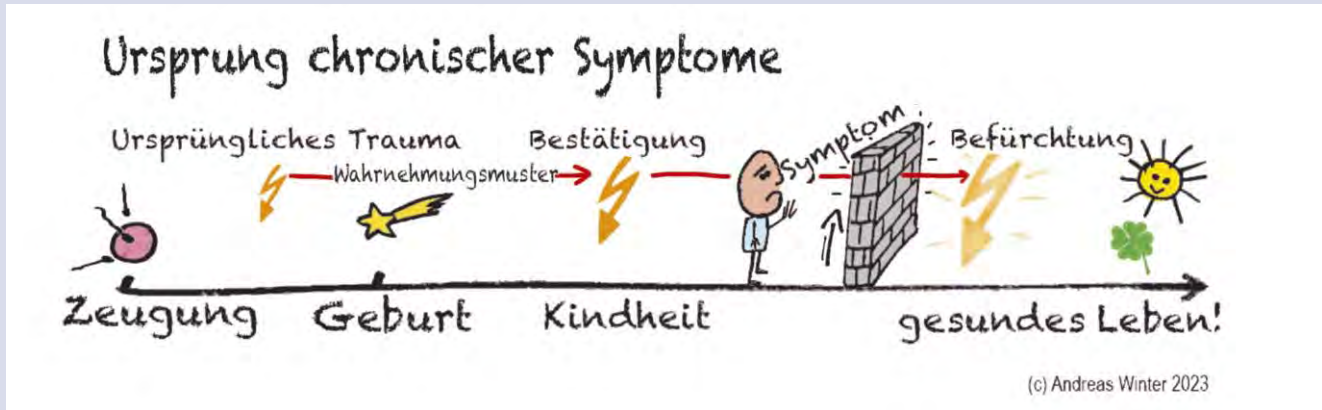 Ursprung chronischer Symptome
Ursprüngliches Trauma
Bestätigung
Symptom
Befürchtung
Wahrnehmungsmuster
Zeugung
Geburt
Kindheit
gesundes Leben!
(c) Andreas Winter 2023